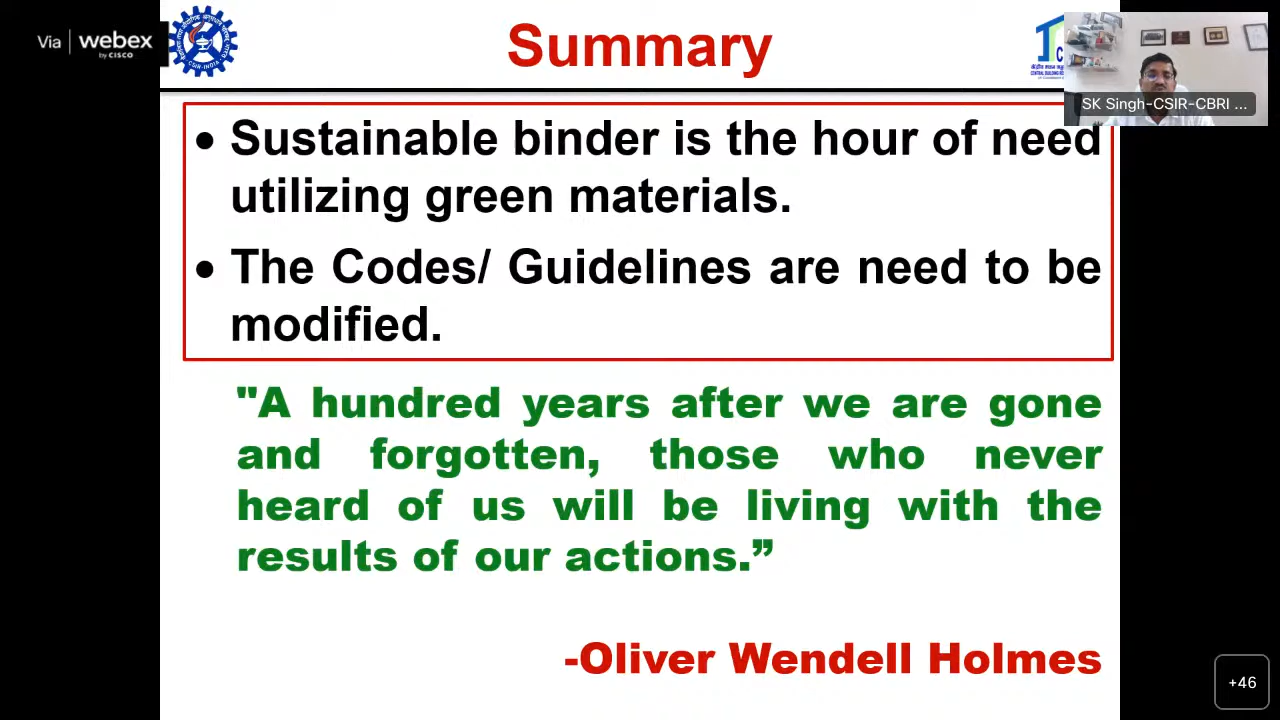 Via webex
by CISCO
CSIR-INDIA
Summary
C
SK Singh-CSIR-CBRI ...
• Sustainable binder is the hour of need
utilizing green materials.
• The Codes/ Guidelines are need to be
modified.
"A hundred years after we are gone
and forgotten, those who never
heard of us will be living with the
results of our actions.”
-Oliver Wendell Holmes
+46